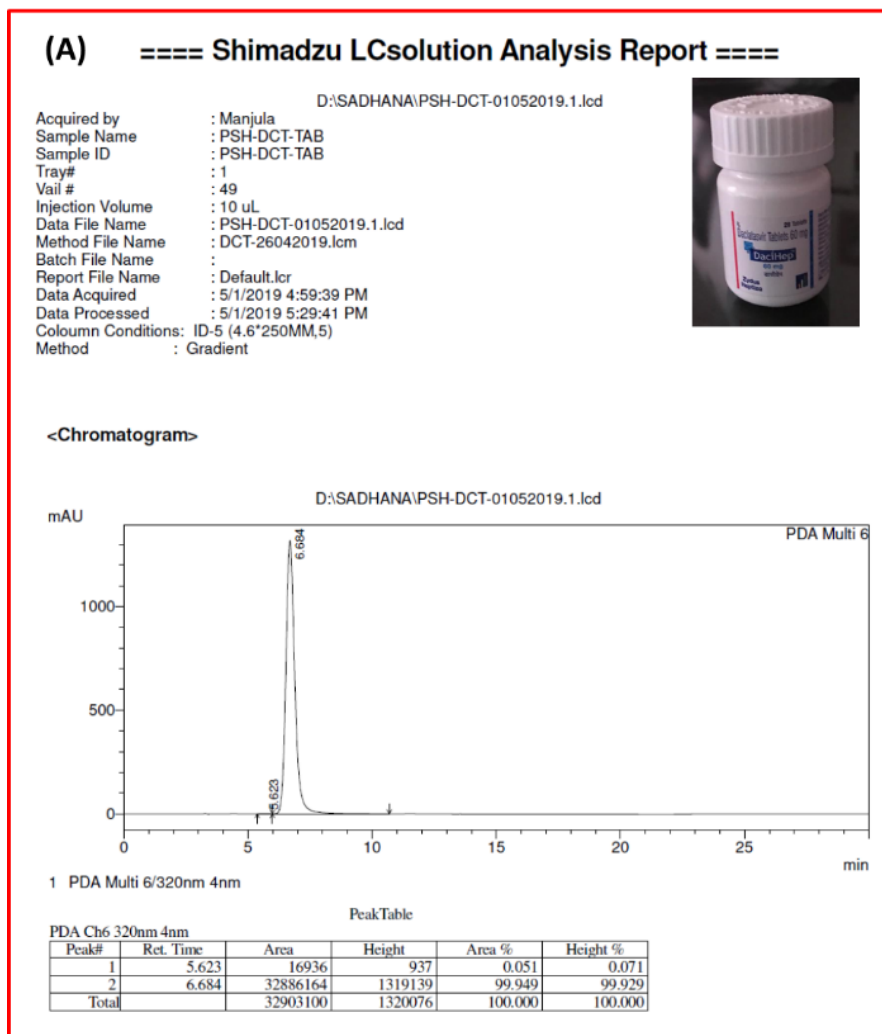 (A) ==== Shimadzu LCsolution Analysis Report ====
D:\SADHANA\PSH-DCT-01052019.1.lcd
Acquired by : Manjula
Sample Name : PSH-DCT-TAB
Sample ID : PSH-DCT-TAB
Tray# : 1
Vail # : 49
Injection Volume : 10 uL
Data File Name : PSH-DCT-01052019.1.lcd
Method File Name : DCT-26042019.lcm
Batch File Name :
Report File Name : Default.lcr
Data Acquired : 5/1/2019 4:59:39 PM
Data Processed : 5/1/2019 5:29:41 PM
Coloumn Conditions: ID-5 (4.6*250MM,5)
Method : Gradient
Tablets 60 mg
DaciHep
60 mg
Zydus
<Chromatogram>
D:\SADHANA\PSH-DCT-01052019.1.lcd
mAU
PDA Multi 6
6.684
1000
500
5.623
0
0 5 10 15 20 25
min
1 PDA Multi 6/320nm 4nm
PeakTable
PDA Ch6 320nm 4nm
Peak# Ret. Time Area Height Area % Height %
1 5.623 16936 937 0.051 0.071
2 6.684 32886164 1319139 99.949 99.929
Total 32903100 1320076 100.000 100.000